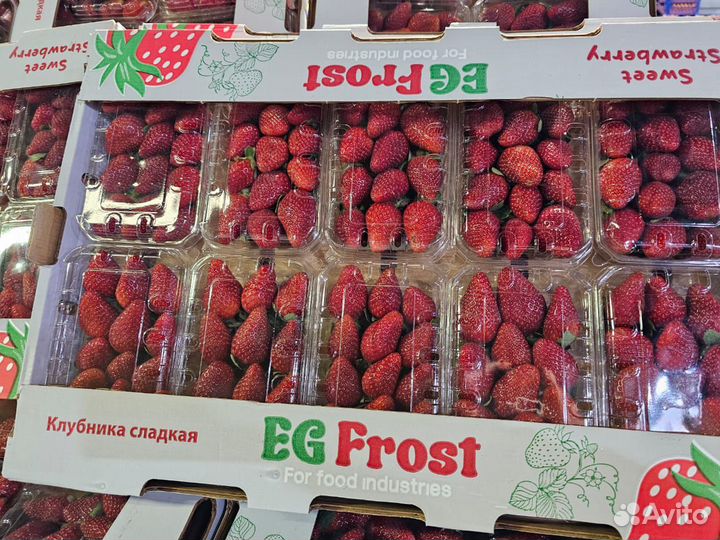 Sweet
Strawberry
For food industries
EG Frost
Sweet
Strawberry
Клубника сладкая
EG Frost
For food industries
Avito